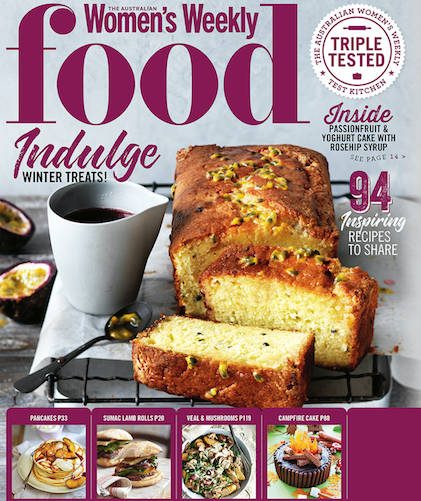 THE AUSTRALIAN
Women's Weekly
food
THE AUSTRALIAN WOMEN'S WEEKLY
TRIPLE
TESTED
TEST KITCHEN
Indulge
WINTER TREATS!
Inside
PASSIONFRUIT &
YOGHURT CAKE WITH
ROSEHIP SYRUP
SEE PAGE 14 >
94
Inspiring
RECIPES
TO SHARE
PANCAKES P33
SUMAC LAMB ROLLS P20
VEAL & MUSHROOMS P119
CAMPFIRE CAKE P88